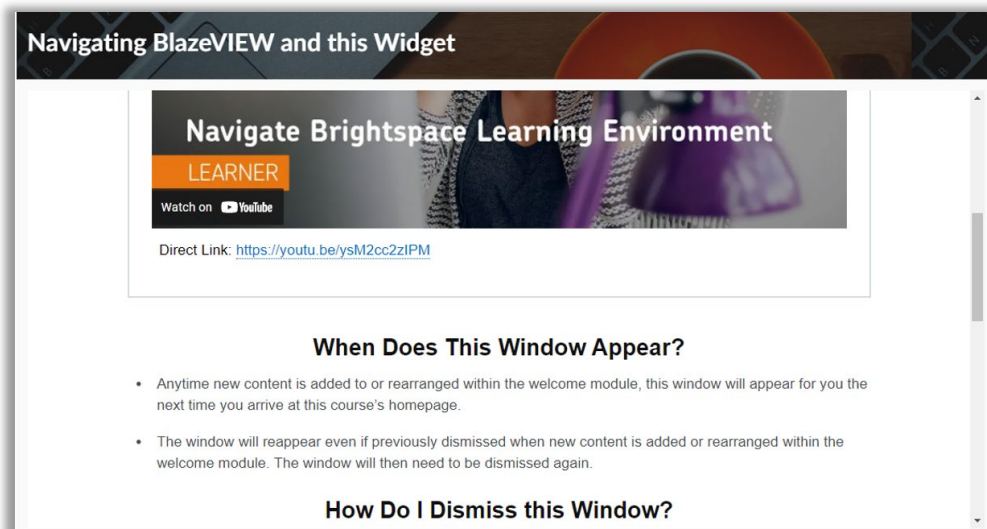 Navigating BlazeVIEW and this Widget
Navigate Brightspace Learning Environment
LEARNER
Watch on YouTube
Direct Link: https://youtu.be/ysM2cc2zIPM
When Does This Window Appear?
• Anytime new content is added to or rearranged within the welcome module, this window will appear for you the
next time you arrive at this course’s homepage.
• The window will reappear even if previously dismissed when new content is added or rearranged within the
welcome module. The window will then need to be dismissed again.
How Do I Dismiss this Window?